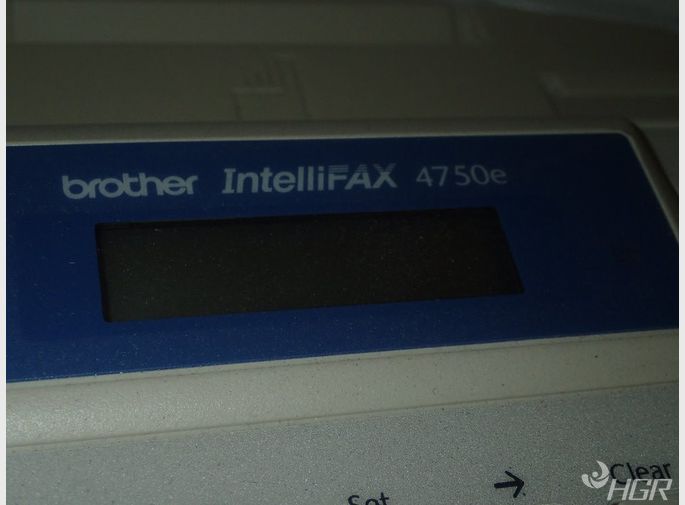 brother IntelliFAX 4750e
Set → Clear
HGR